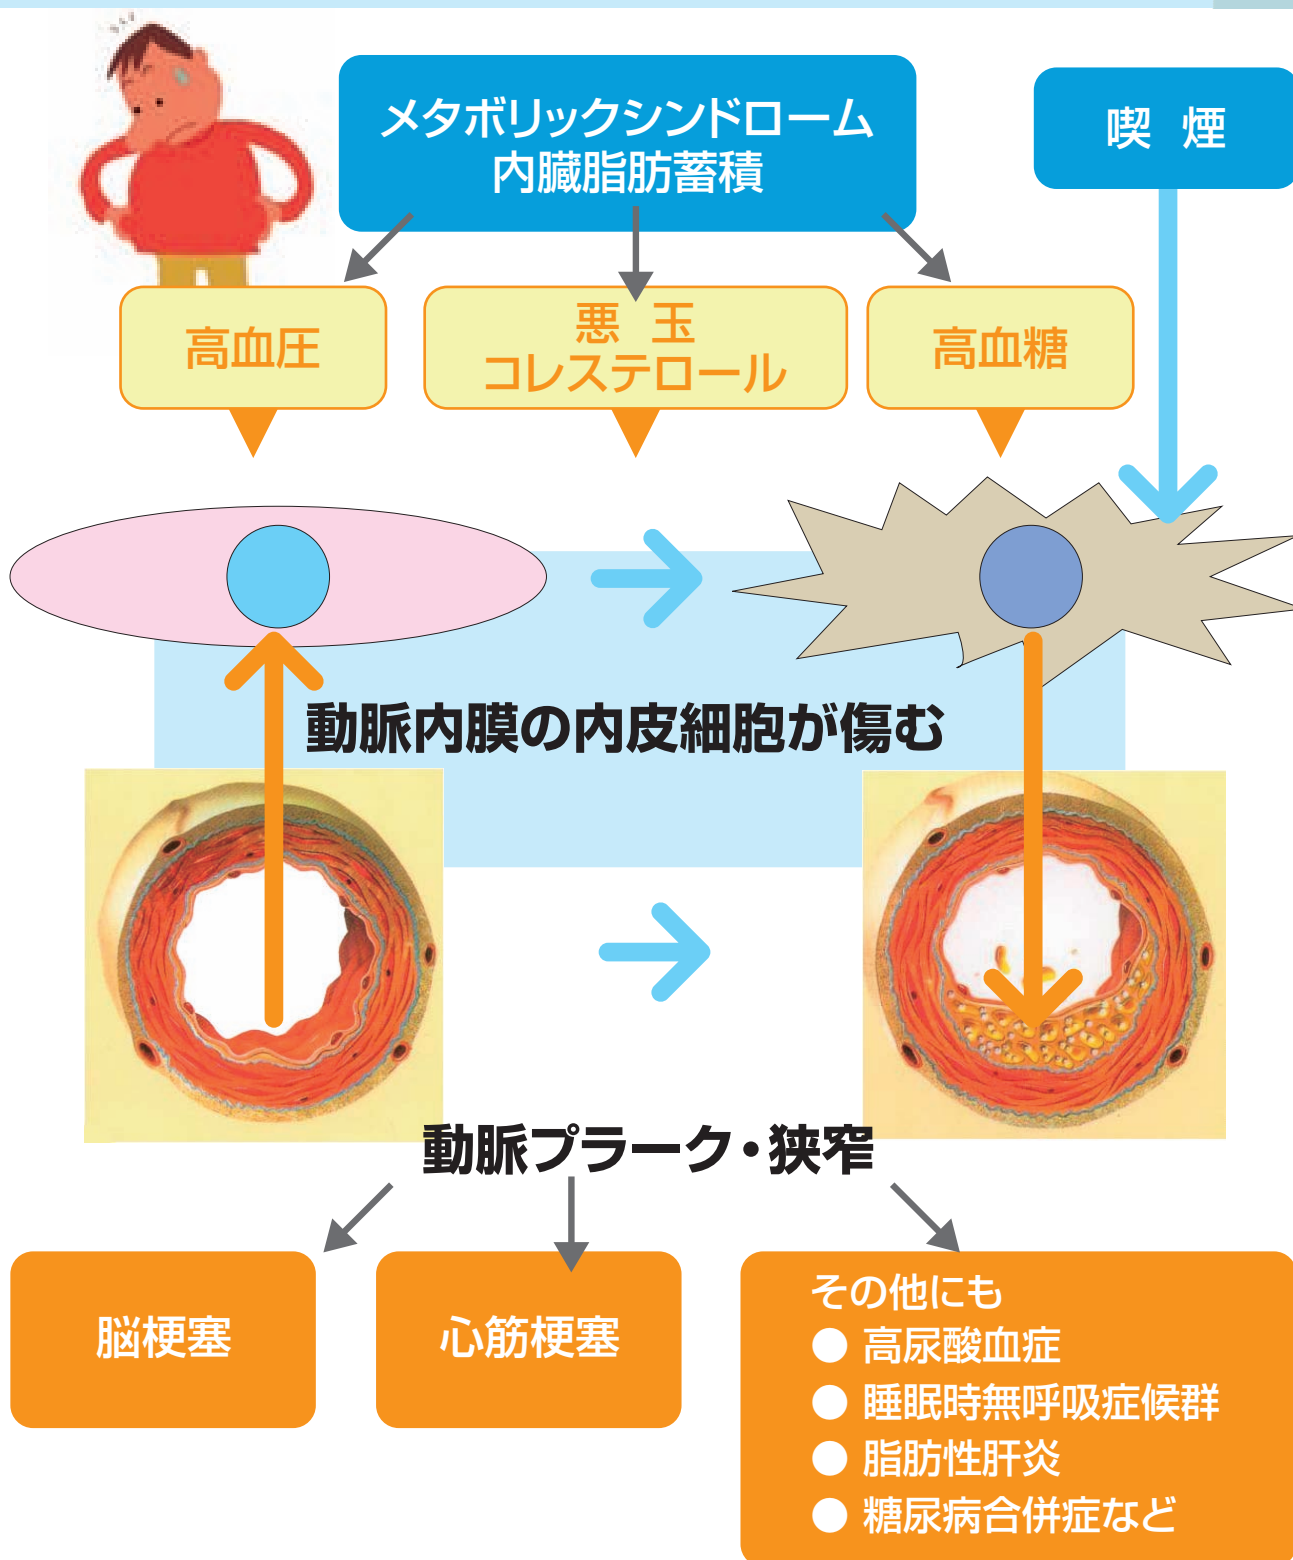 メタボリックシンドローム
内臓脂肪蓄積
喫 煙
高血圧
悪 玉
コレステロール
高血糖
動脈内膜の内皮細胞が傷む
動脈プラーク・狭窄
脳梗塞
心筋梗塞
その他にも
● 高尿酸血症
● 睡眠時無呼吸症候群
● 脂肪性肝炎
● 糖尿病合併症など